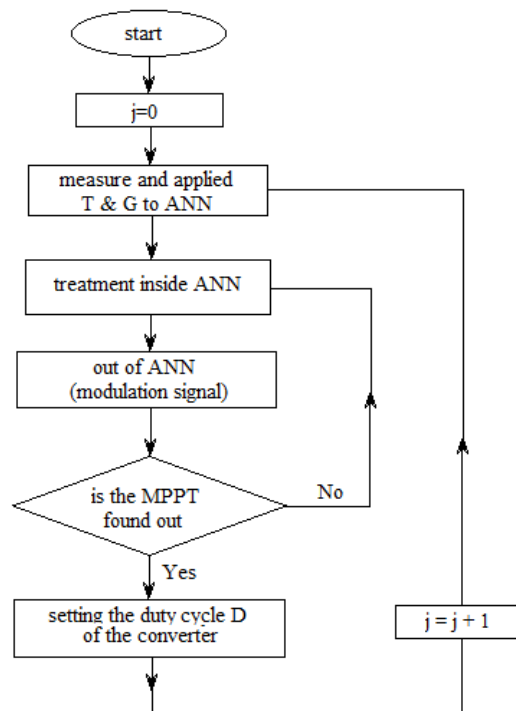 start
j=0
measure and applied
T & G to ANN
treatment inside ANN
out of ANN
(modulation signal)
is the MPPT
found out
No
Yes
setting the duty cycle D
of the converter
j = j + 1